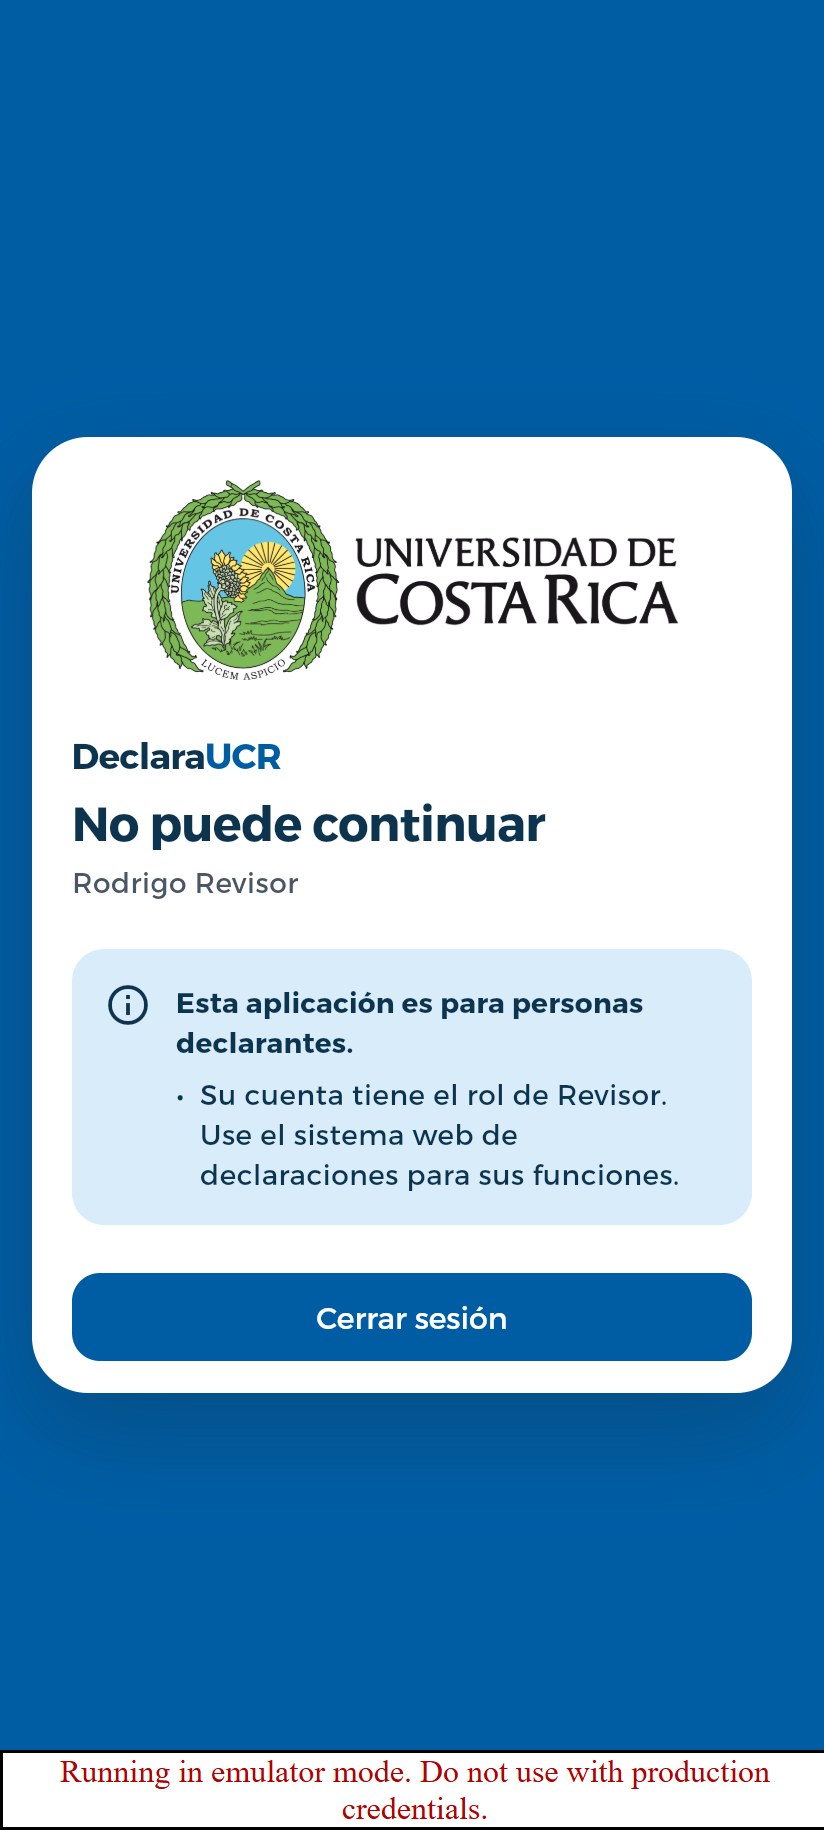 UNIVERSIDAD DE COSTA RICA
LUCEM ASPICIO
UNIVERSIDAD DE
COSTA RICA
DeclaraUCR
No puede continuar
Rodrigo Revisor
Esta aplicación es para personas
declarantes.
• Su cuenta tiene el rol de Revisor.
Use el sistema web de
declaraciones para sus funciones.
Cerrar sesión
Running in emulator mode. Do not use with production
credentials.